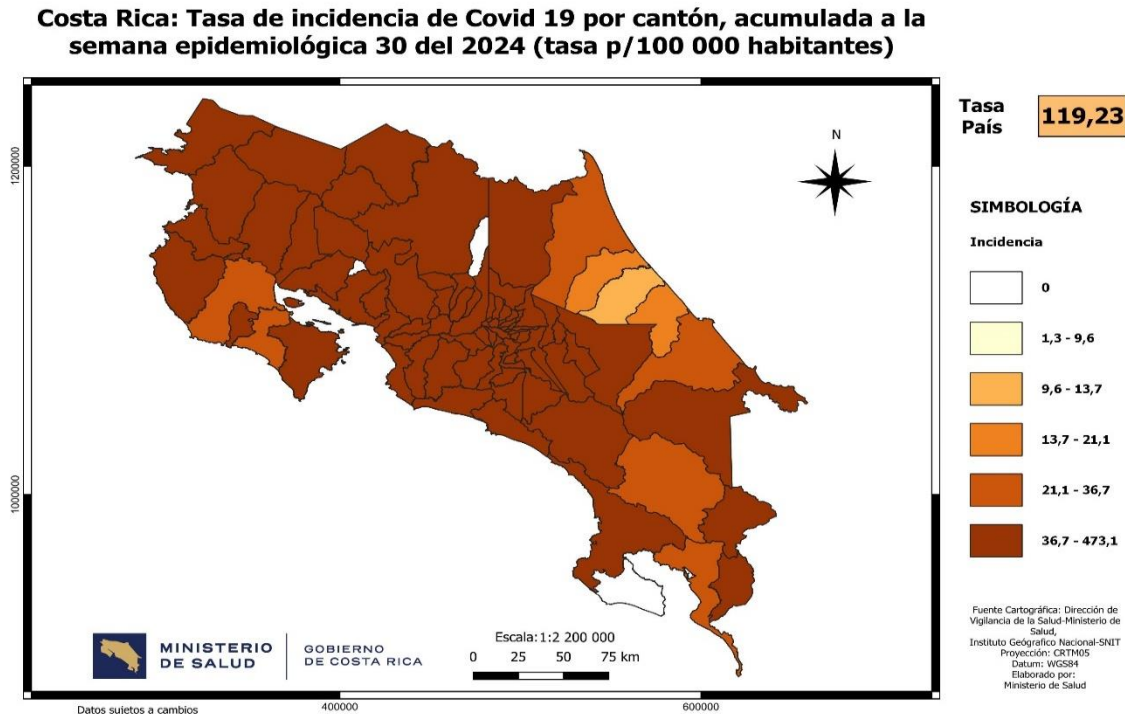 Costa Rica: Tasa de incidencia de Covid 19 por cantón, acumulada a la
semana epidemiológica 30 del 2024 (tasa p/100 000 habitantes)
Tasa
País
119,23
N
1200000
1000000
SIMBOLOGÍA
Incidencia
0
1,3 - 9,6
9,6 - 13,7
13,7 - 21,1
21,1 - 36,7
36,7 - 473,1
MINISTERIO
DE SALUD
GOBIERNO
DE COSTA RICA
Escala: 1:2 200 000
0 25 50 75 km
Fuente Cartográfica: Dirección de
Vigilancia de la Salud-Ministerio de
Salud,
Instituto Geógrafico Nacional-SNIT
Proyección: CRTM05
Datum: WGS84
Elaborado por:
Ministerio de Salud
Datos sujetos a cambios
400000
600000